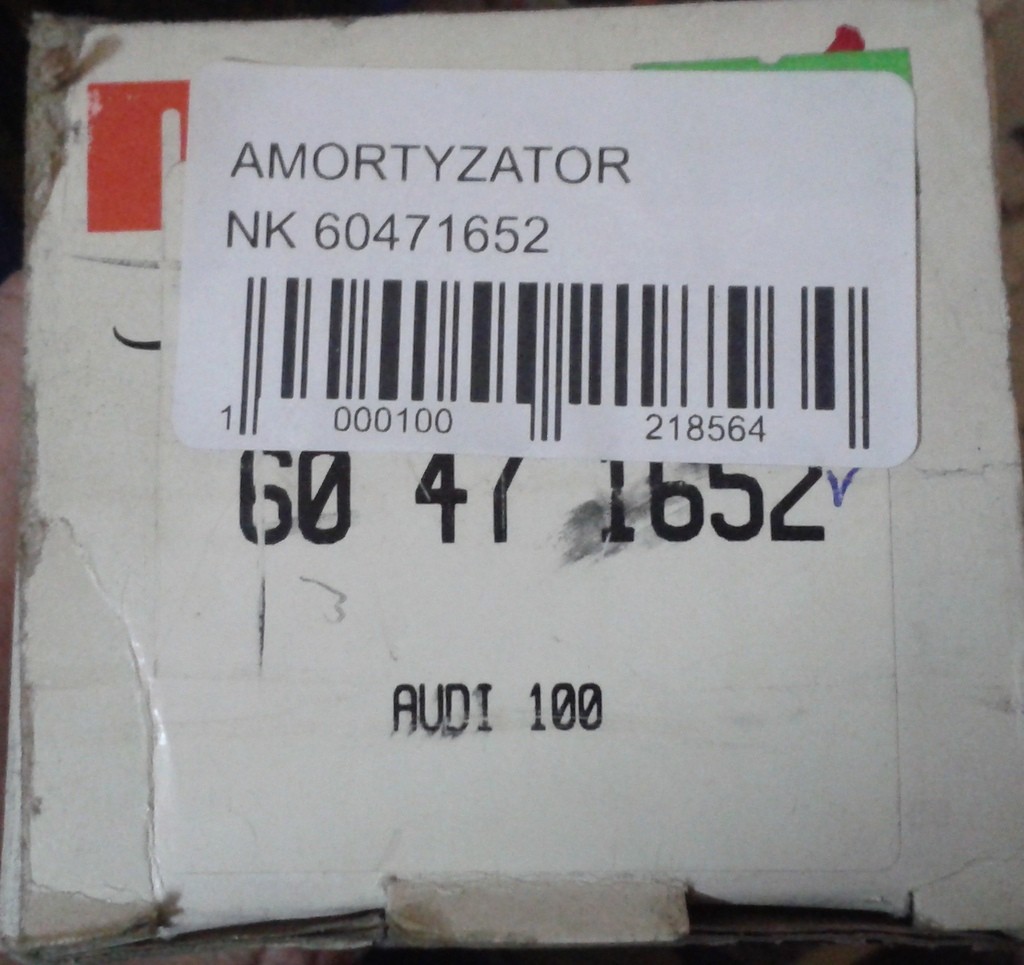 AMORTYZATOR
NK 60471652
1 000100 218564
60 47 1652
AUDI 100